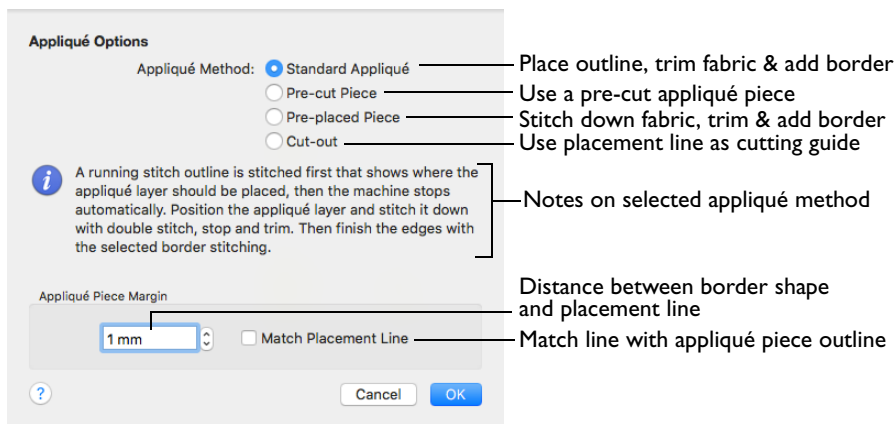 Appliqué Options
Appliqué Method: Standard Appliqué
Place outline, trim fabric & add border
Pre-cut Piece
Use a pre-cut appliqué piece
Pre-placed Piece
Stitch down fabric, trim & add border
Cut-out
Use placement line as cutting guide
i
A running stitch outline is stitched first that shows where the
appliqué layer should be placed, then the machine stops
automatically. Position the appliqué layer and stitch it down
with double stitch, stop and trim. Then finish the edges with
the selected border stitching.
Notes on selected appliqué method
Appliqué Piece Margin
Distance between border shape
and placement line
1 mm
Match Placement Line
Match line with appliqué piece outline
?
Cancel
OK